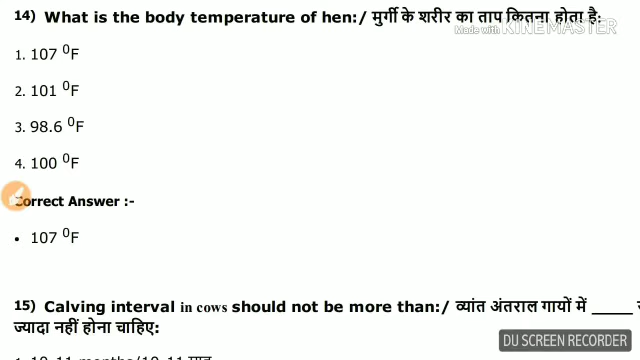 14) What is the body temperature of hen:/ मुर्गी के शरीर का ताप कितना होता है:
Made with KINEMASTER
1. 107 ⁰F
2. 101 ⁰F
3. 98.6 ⁰F
4. 100 ⁰F
Correct Answer :-
• 107 ⁰F
15) Calving interval in cows should not be more than:/ व्यांत अंतराल गायों में _____
ज्यादा नहीं होना चाहिए:
DU SCREEN RECORDER